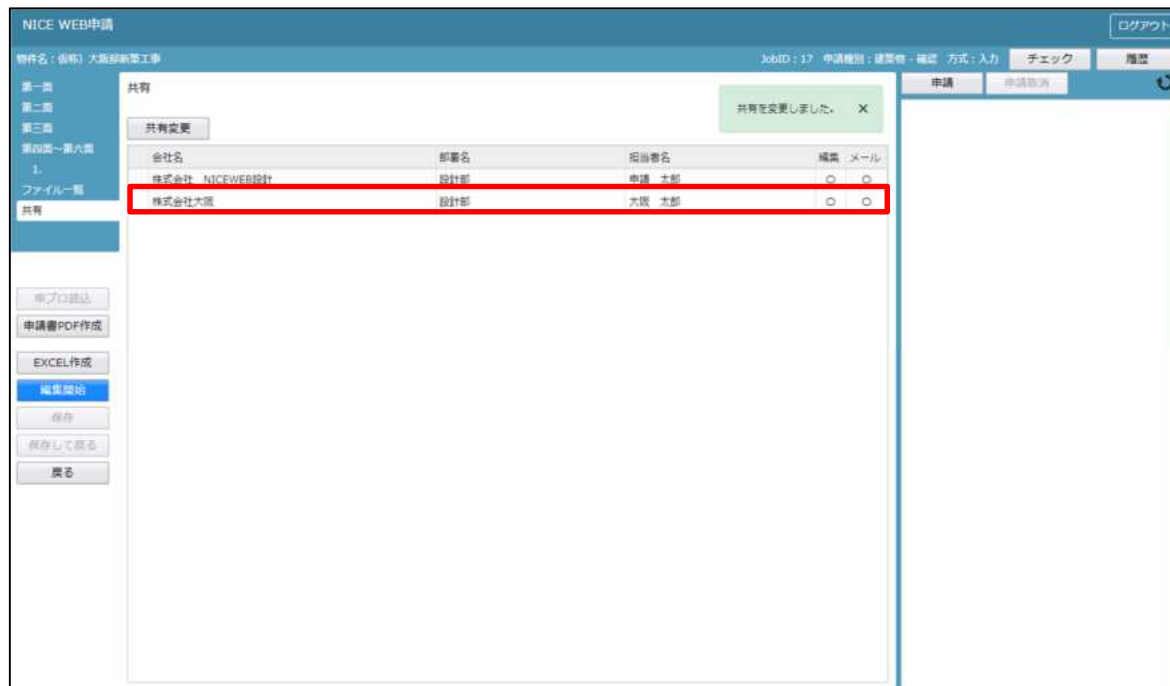 NICE WEB申請
ログアウト
物件名：仮称）大阪邸新築工事
JobID：17 申請種別：建築物 - 確認 方式：入力
チェック
履歴
第一面
第二面
第三面
第四面～第六面
1.
ファイル一覧
共有
共有
共有を変更しました。 ×
申請
申請取消
共有変更
会社名 部署名 担当者名 編集 メール
株式会社 NICEWEB設計 設計部 申請 太郎 ○ ○
株式会社大阪 設計部 大阪 太郎 ○ ○
申プロ読込
申請書PDF作成
EXCEL作成
編集開始
保存
保存して戻る
戻る